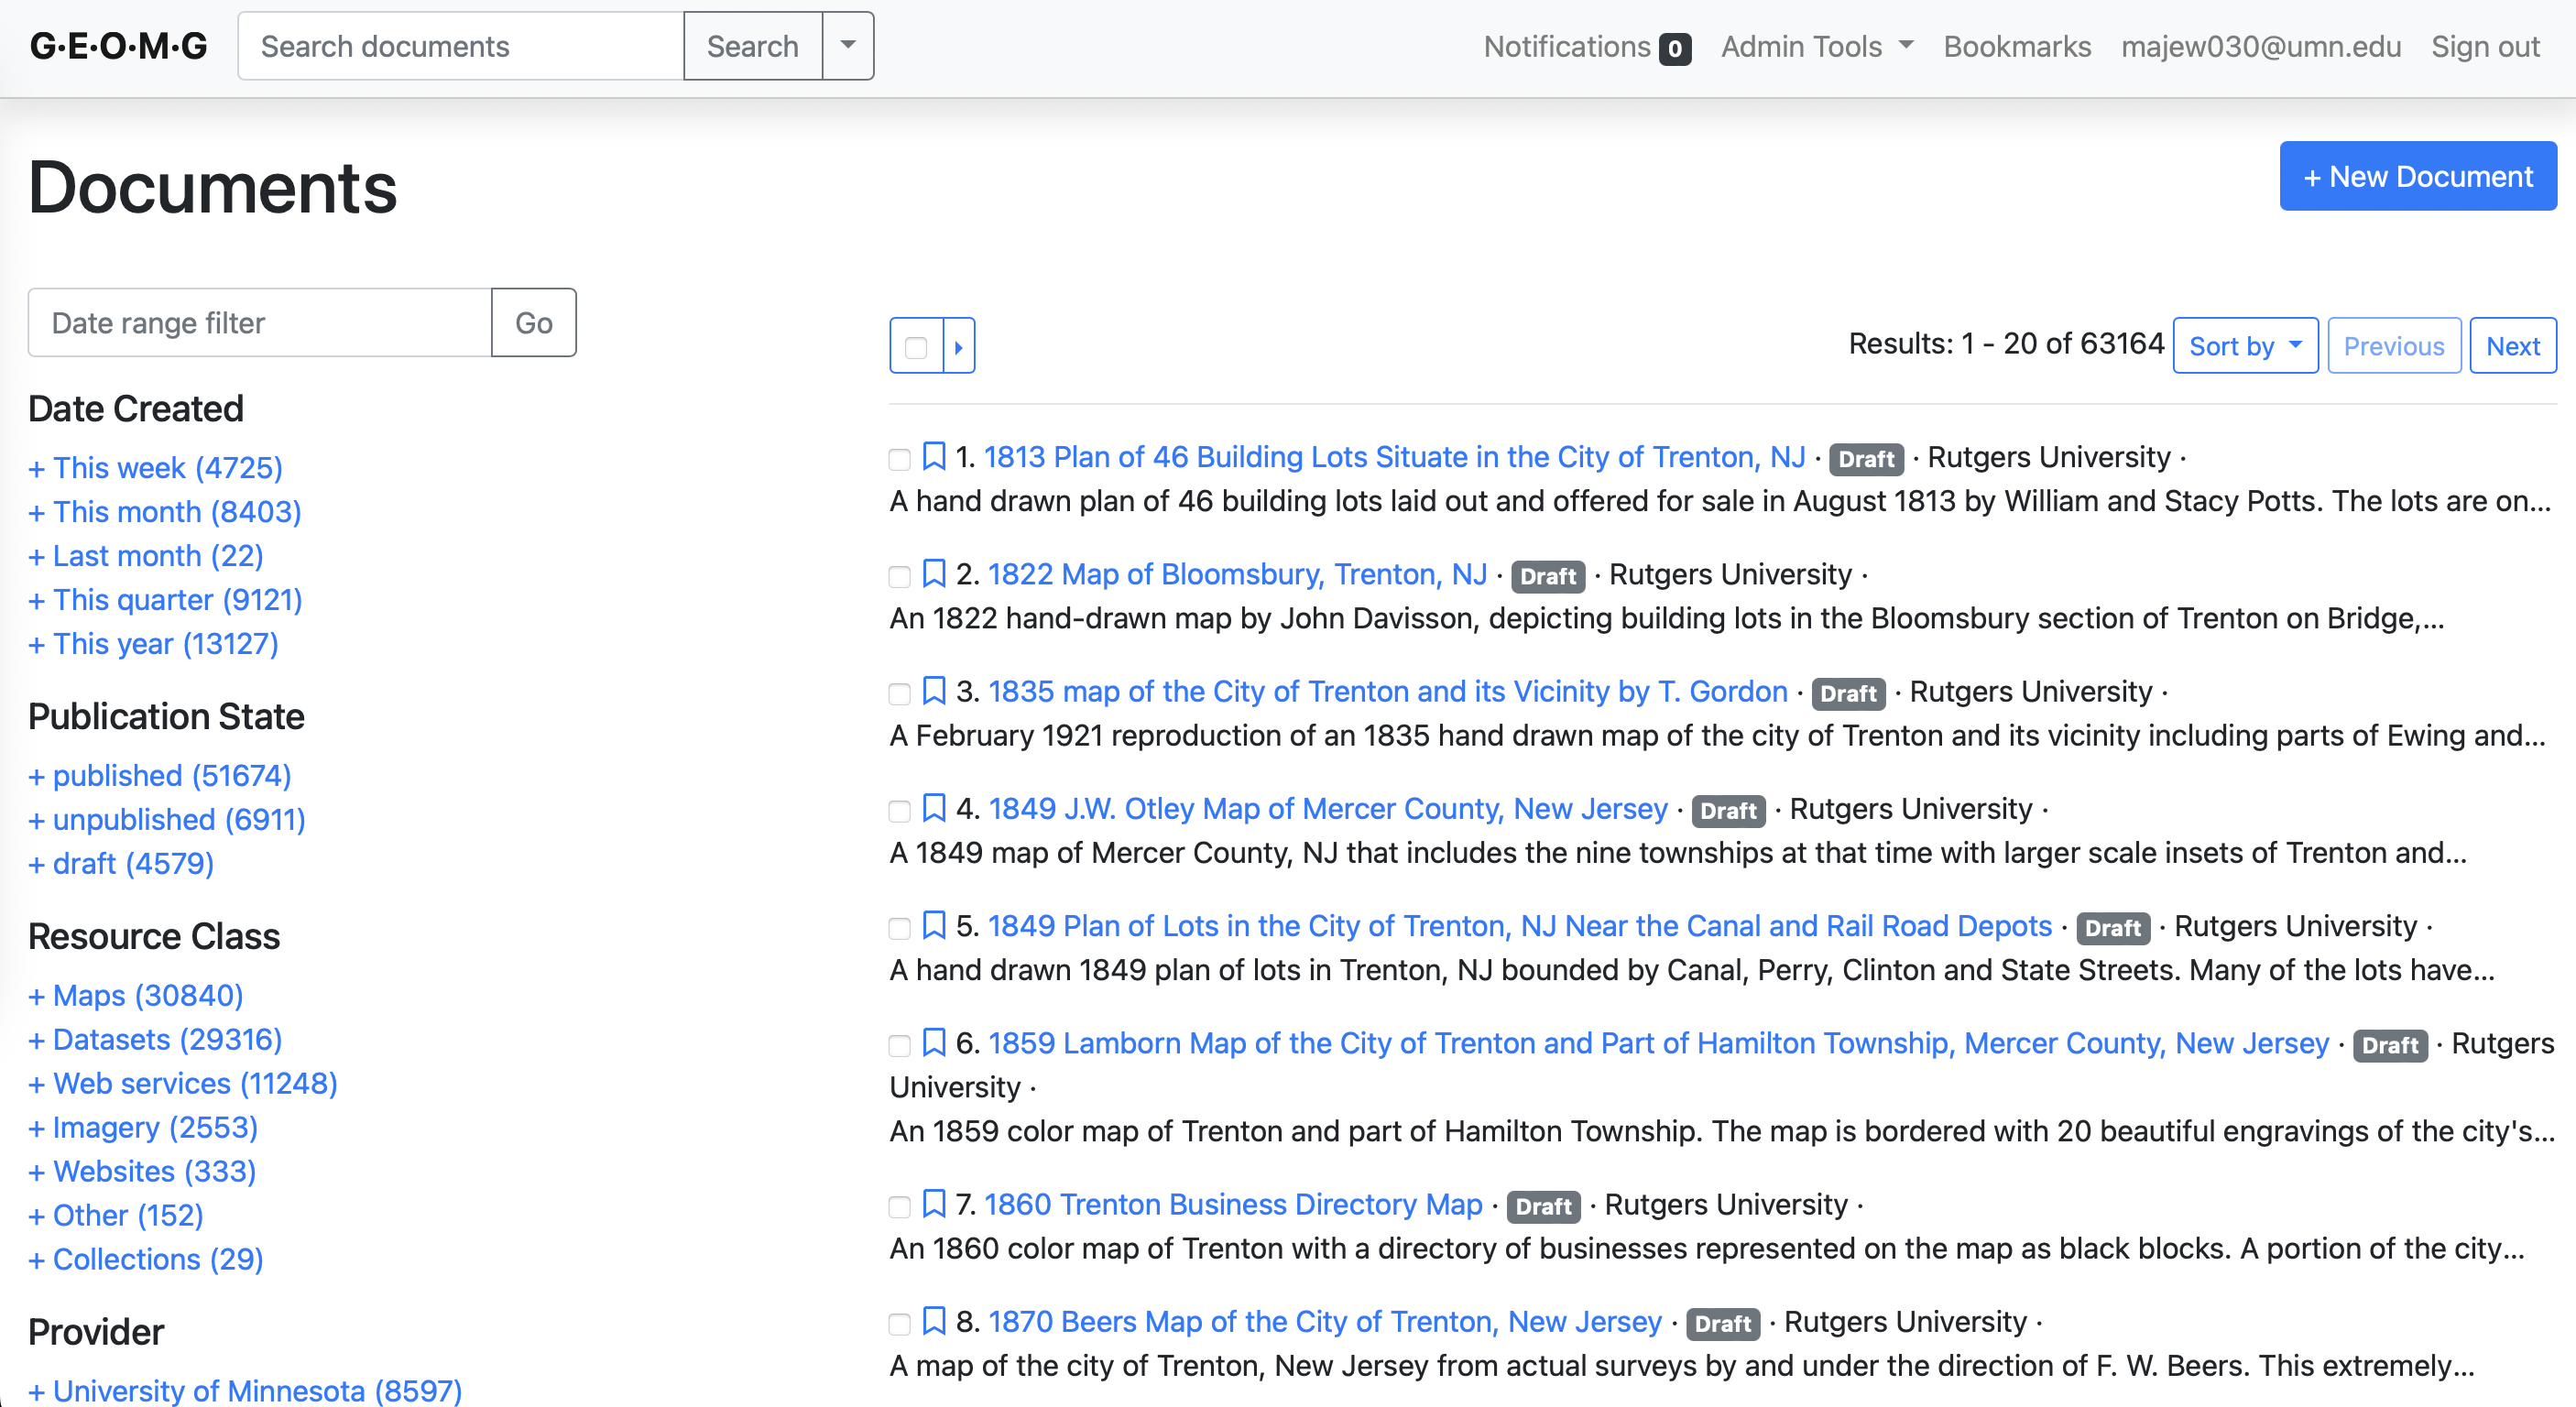 G·E·O·M·G
Search documents
Search
Notifications 0
Admin Tools
Bookmarks
majew030@umn.edu
Sign out
Documents
+ New Document
Date range filter
Go
Date Created
+ This week (4725)
+ This month (8403)
+ Last month (22)
+ This quarter (9121)
+ This year (13127)
Publication State
+ published (51674)
+ unpublished (6911)
+ draft (4579)
Resource Class
+ Maps (30840)
+ Datasets (29316)
+ Web services (11248)
+ Imagery (2553)
+ Websites (333)
+ Other (152)
+ Collections (29)
Provider
+ University of Minnesota (8597)
Results: 1 - 20 of 63164
Sort by
Previous
Next
1. 1813 Plan of 46 Building Lots Situate in the City of Trenton, NJ · Draft · Rutgers University ·
A hand drawn plan of 46 building lots laid out and offered for sale in August 1813 by William and Stacy Potts. The lots are on...
2. 1822 Map of Bloomsbury, Trenton, NJ · Draft · Rutgers University ·
An 1822 hand-drawn map by John Davisson, depicting building lots in the Bloomsbury section of Trenton on Bridge,...
3. 1835 map of the City of Trenton and its Vicinity by T. Gordon · Draft · Rutgers University ·
A February 1921 reproduction of an 1835 hand drawn map of the city of Trenton and its vicinity including parts of Ewing and...
4. 1849 J.W. Otley Map of Mercer County, New Jersey · Draft · Rutgers University ·
A 1849 map of Mercer County, NJ that includes the nine townships at that time with larger scale insets of Trenton and...
5. 1849 Plan of Lots in the City of Trenton, NJ Near the Canal and Rail Road Depots · Draft · Rutgers University ·
A hand drawn 1849 plan of lots in Trenton, NJ bounded by Canal, Perry, Clinton and State Streets. Many of the lots have...
6. 1859 Lamborn Map of the City of Trenton and Part of Hamilton Township, Mercer County, New Jersey · Draft · Rutgers
University ·
An 1859 color map of Trenton and part of Hamilton Township. The map is bordered with 20 beautiful engravings of the city's...
7. 1860 Trenton Business Directory Map · Draft · Rutgers University ·
An 1860 color map of Trenton with a directory of businesses represented on the map as black blocks. A portion of the city...
8. 1870 Beers Map of the City of Trenton, New Jersey · Draft · Rutgers University ·
A map of the city of Trenton, New Jersey from actual surveys by and under the direction of F. W. Beers. This extremely...